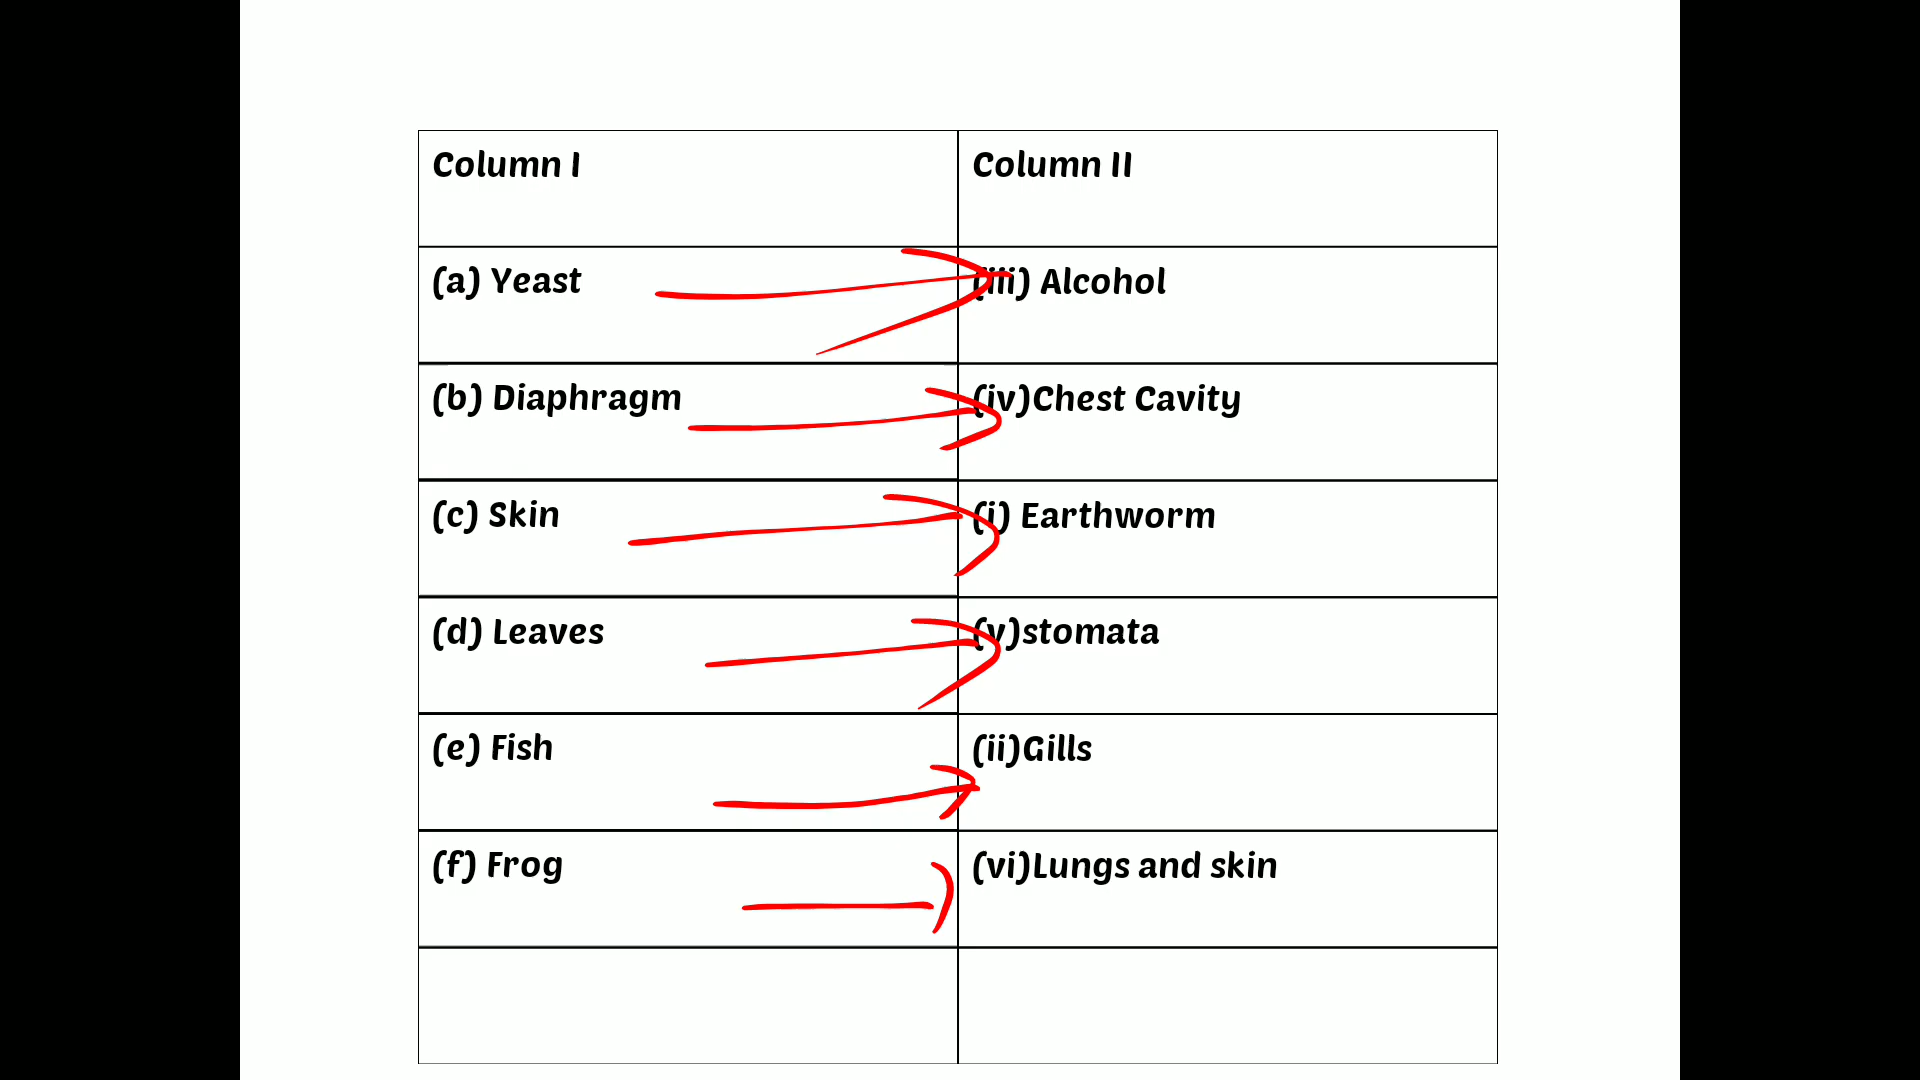 Column I
Column II
(a) Yeast
(iii) Alcohol
(b) Diaphragm
(iv)Chest Cavity
(c) Skin
(i) Earthworm
(d) Leaves
(v)stomata
(e) Fish
(ii)Gills
(f) Frog
(vi)Lungs and skin